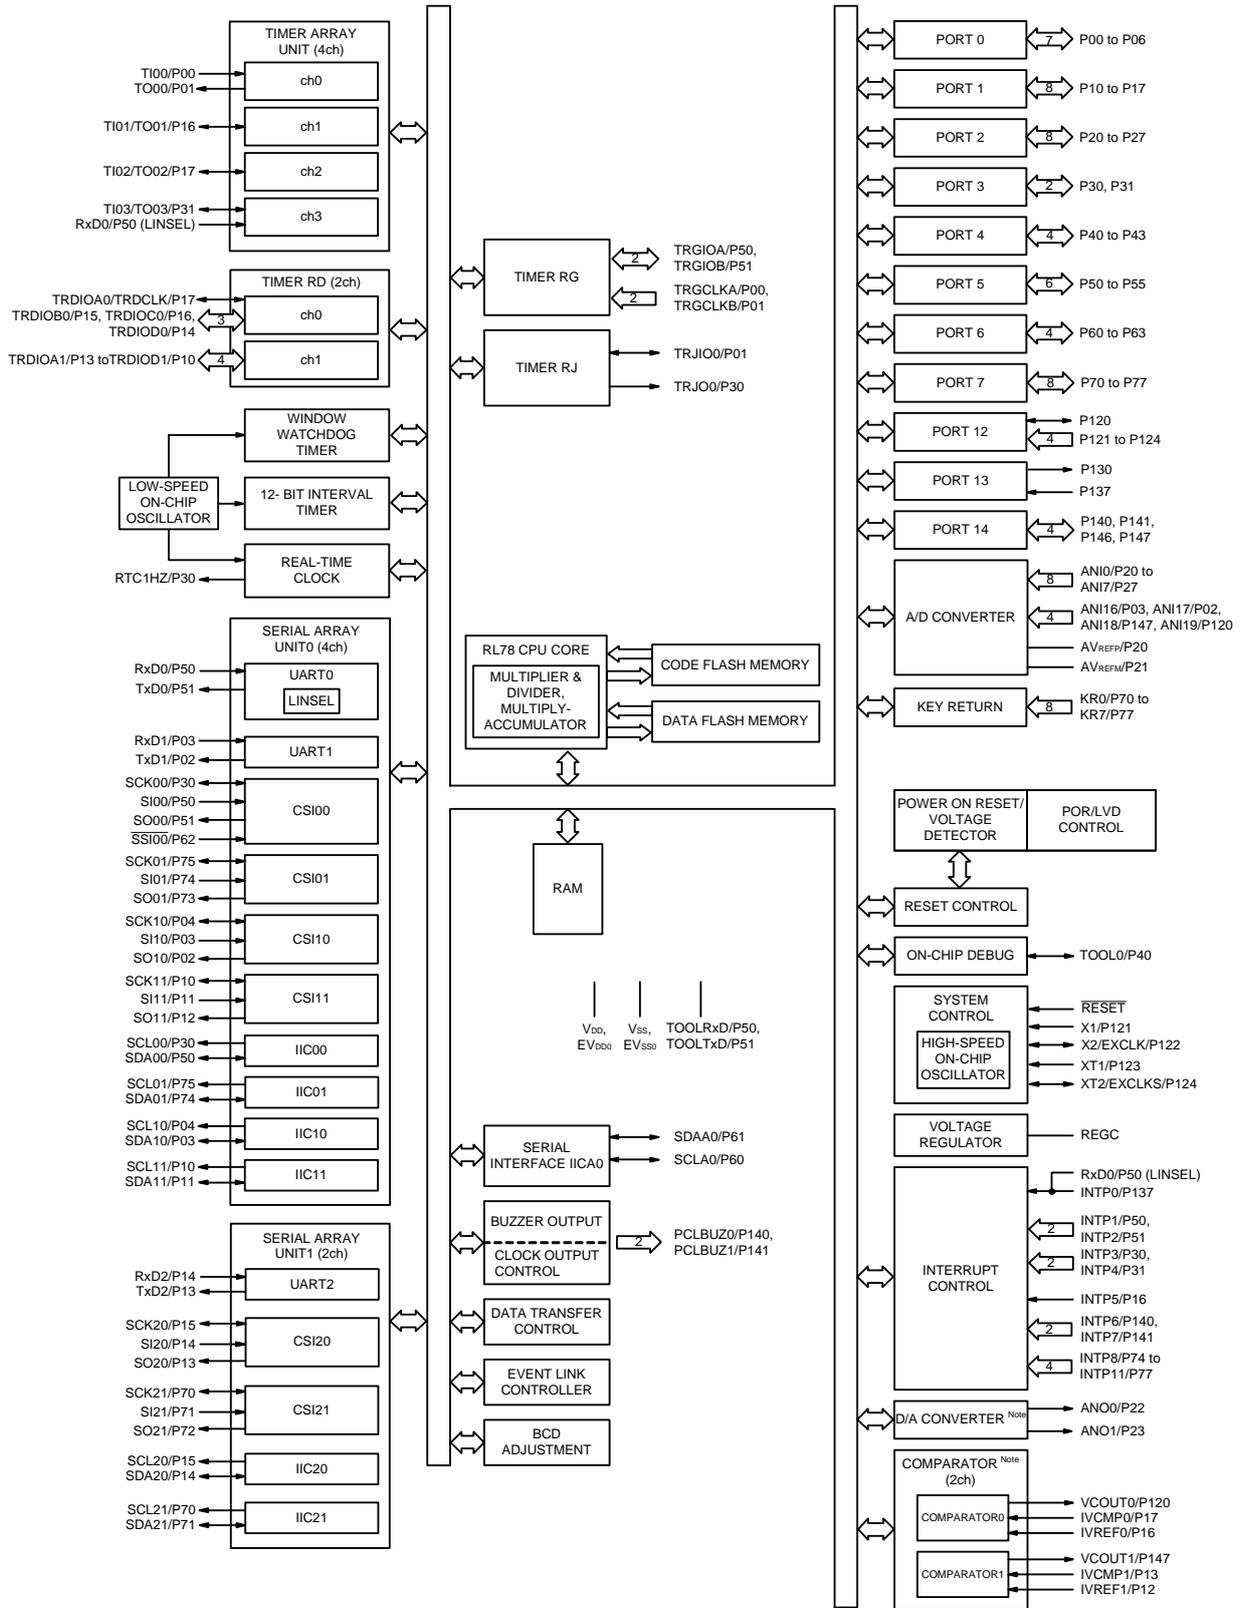 TIMER ARRAY
UNIT (4ch)
TI00/P00
TO00/P01
ch0
TI01/TO01/P16
ch1
TI02/TO02/P17
ch2
TI03/TO03/P31
RxD0/P50 (LINSEL)
ch3
TIMER RD (2ch)
TRDIOA0/TRDCLK/P17
TRDIOB0/P15, TRDIOC0/P16,
TRDIOD0/P14
3
ch0
TRDIOA1/P13 toTRDIOD1/P10
4
ch1
WINDOW
WATCHDOG
TIMER
LOW-SPEED
ON-CHIP
OSCILLATOR
12- BIT INTERVAL
TIMER
REAL-TIME
CLOCK
RTC1HZ/P30
SERIAL ARRAY
UNIT0 (4ch)
RxD0/P50
TxD0/P51
UART0
LINSEL
RxD1/P03
TxD1/P02
UART1
SCK00/P30
SI00/P50
SO00/P51
SSI00/P62
CSI00
SCK01/P75
SI01/P74
SO01/P73
CSI01
SCK10/P04
SI10/P03
SO10/P02
CSI10
SCK11/P10
SI11/P11
SO11/P12
CSI11
SCL00/P30
SDA00/P50
IIC00
SCL01/P75
SDA01/P74
IIC01
SCL10/P04
SDA10/P03
IIC10
SCL11/P10
SDA11/P11
IIC11
SERIAL ARRAY
UNIT1 (2ch)
RxD2/P14
TxD2/P13
UART2
SCK20/P15
SI20/P14
SO20/P13
CSI20
SCK21/P70
SI21/P71
SO21/P72
CSI21
SCL20/P15
SDA20/P14
IIC20
SCL21/P70
SDA21/P71
IIC21
TIMER RG
2
TRGIOA/P50,
TRGIOB/P51
2
TRGCLKA/P00,
TRGCLKB/P01
TIMER RJ
TRJIO0/P01
TRJO0/P30
RL78 CPU CORE
MULTIPLIER &
DIVIDER,
MULTIPLY-
ACCUMULATOR
CODE FLASH MEMORY
DATA FLASH MEMORY
RAM
VDD,
EVDD0
VSS,
EVSS0
TOOLRxD/P50,
TOOLTxD/P51
SERIAL
INTERFACE IICA0
SDAA0/P61
SCLA0/P60
BUZZER OUTPUT
CLOCK OUTPUT
CONTROL
2
PCLBUZ0/P140,
PCLBUZ1/P141
DATA TRANSFER
CONTROL
EVENT LINK
CONTROLLER
BCD
ADJUSTMENT
PORT 0
7
P00 to P06
PORT 1
8
P10 to P17
PORT 2
8
P20 to P27
PORT 3
2
P30, P31
PORT 4
4
P40 to P43
PORT 5
6
P50 to P55
PORT 6
4
P60 to P63
PORT 7
8
P70 to P77
PORT 12
P120
4
P121 to P124
PORT 13
P130
P137
PORT 14
4
P140, P141,
P146, P147
A/D CONVERTER
8
ANI0/P20 to
ANI7/P27
4
ANI16/P03, ANI17/P02,
ANI18/P147, ANI19/P120
AVREFP/P20
AVREFM/P21
KEY RETURN
8
KR0/P70 to
KR7/P77
POWER ON RESET/
VOLTAGE
DETECTOR
POR/LVD
CONTROL
RESET CONTROL
ON-CHIP DEBUG
TOOL0/P40
SYSTEM
CONTROL
HIGH-SPEED
ON-CHIP
OSCILLATOR
RESET
X1/P121
X2/EXCLK/P122
XT1/P123
XT2/EXCLKS/P124
VOLTAGE
REGULATOR
REGC
INTERRUPT
CONTROL
RxD0/P50 (LINSEL)
INTP0/P137
2
INTP1/P50,
INTP2/P51
2
INTP3/P30,
INTP4/P31
INTP5/P16
2
INTP6/P140,
INTP7/P141
4
INTP8/P74 to
INTP11/P77
D/A CONVERTER Note
ANO0/P22
ANO1/P23
COMPARATOR Note
(2ch)
COMPARATOR0
VCOUT0/P120
IVCMP0/P17
IVREF0/P16
COMPARATOR1
VCOUT1/P147
IVCMP1/P13
IVREF1/P12